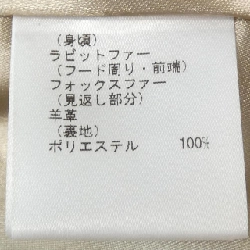 （身頃）
ラビットファー
（フード周り・前端）
フォックスファー
（見返し部分）
羊革
（裏地）
ポリエステル　　100%